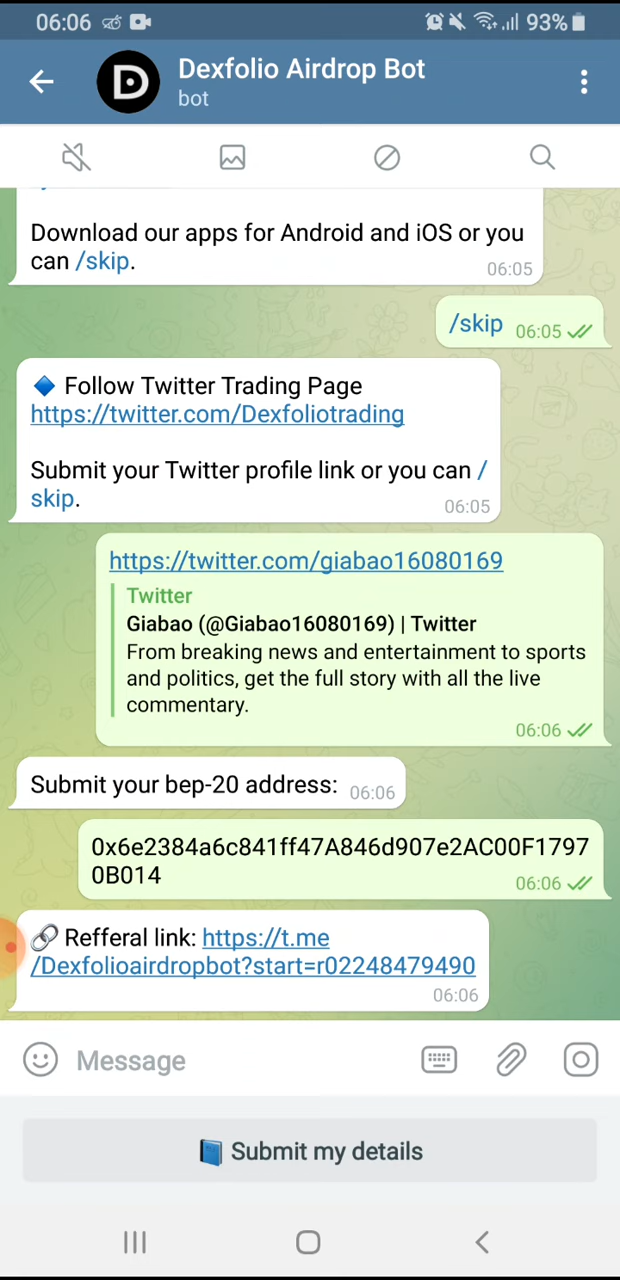 06:06
93%
Dexfolio Airdrop Bot
bot
Download our apps for Android and iOS or you
can /skip.
06:05
/skip
06:05
Follow Twitter Trading Page
https://twitter.com/Dexfoliotrading
Submit your Twitter profile link or you can /
skip.
06:05
https://twitter.com/giabao16080169
Twitter
Giabao (@Giabao16080169) | Twitter
From breaking news and entertainment to sports
and politics, get the full story with all the live
commentary.
06:06
Submit your bep-20 address:
06:06
0x6e2384a6c841ff47A846d907e2AC00F1797
0B014
06:06
Refferal link: https://t.me
/Dexfolioairdropbot?start=r02248479490
06:06
Message
Submit my details